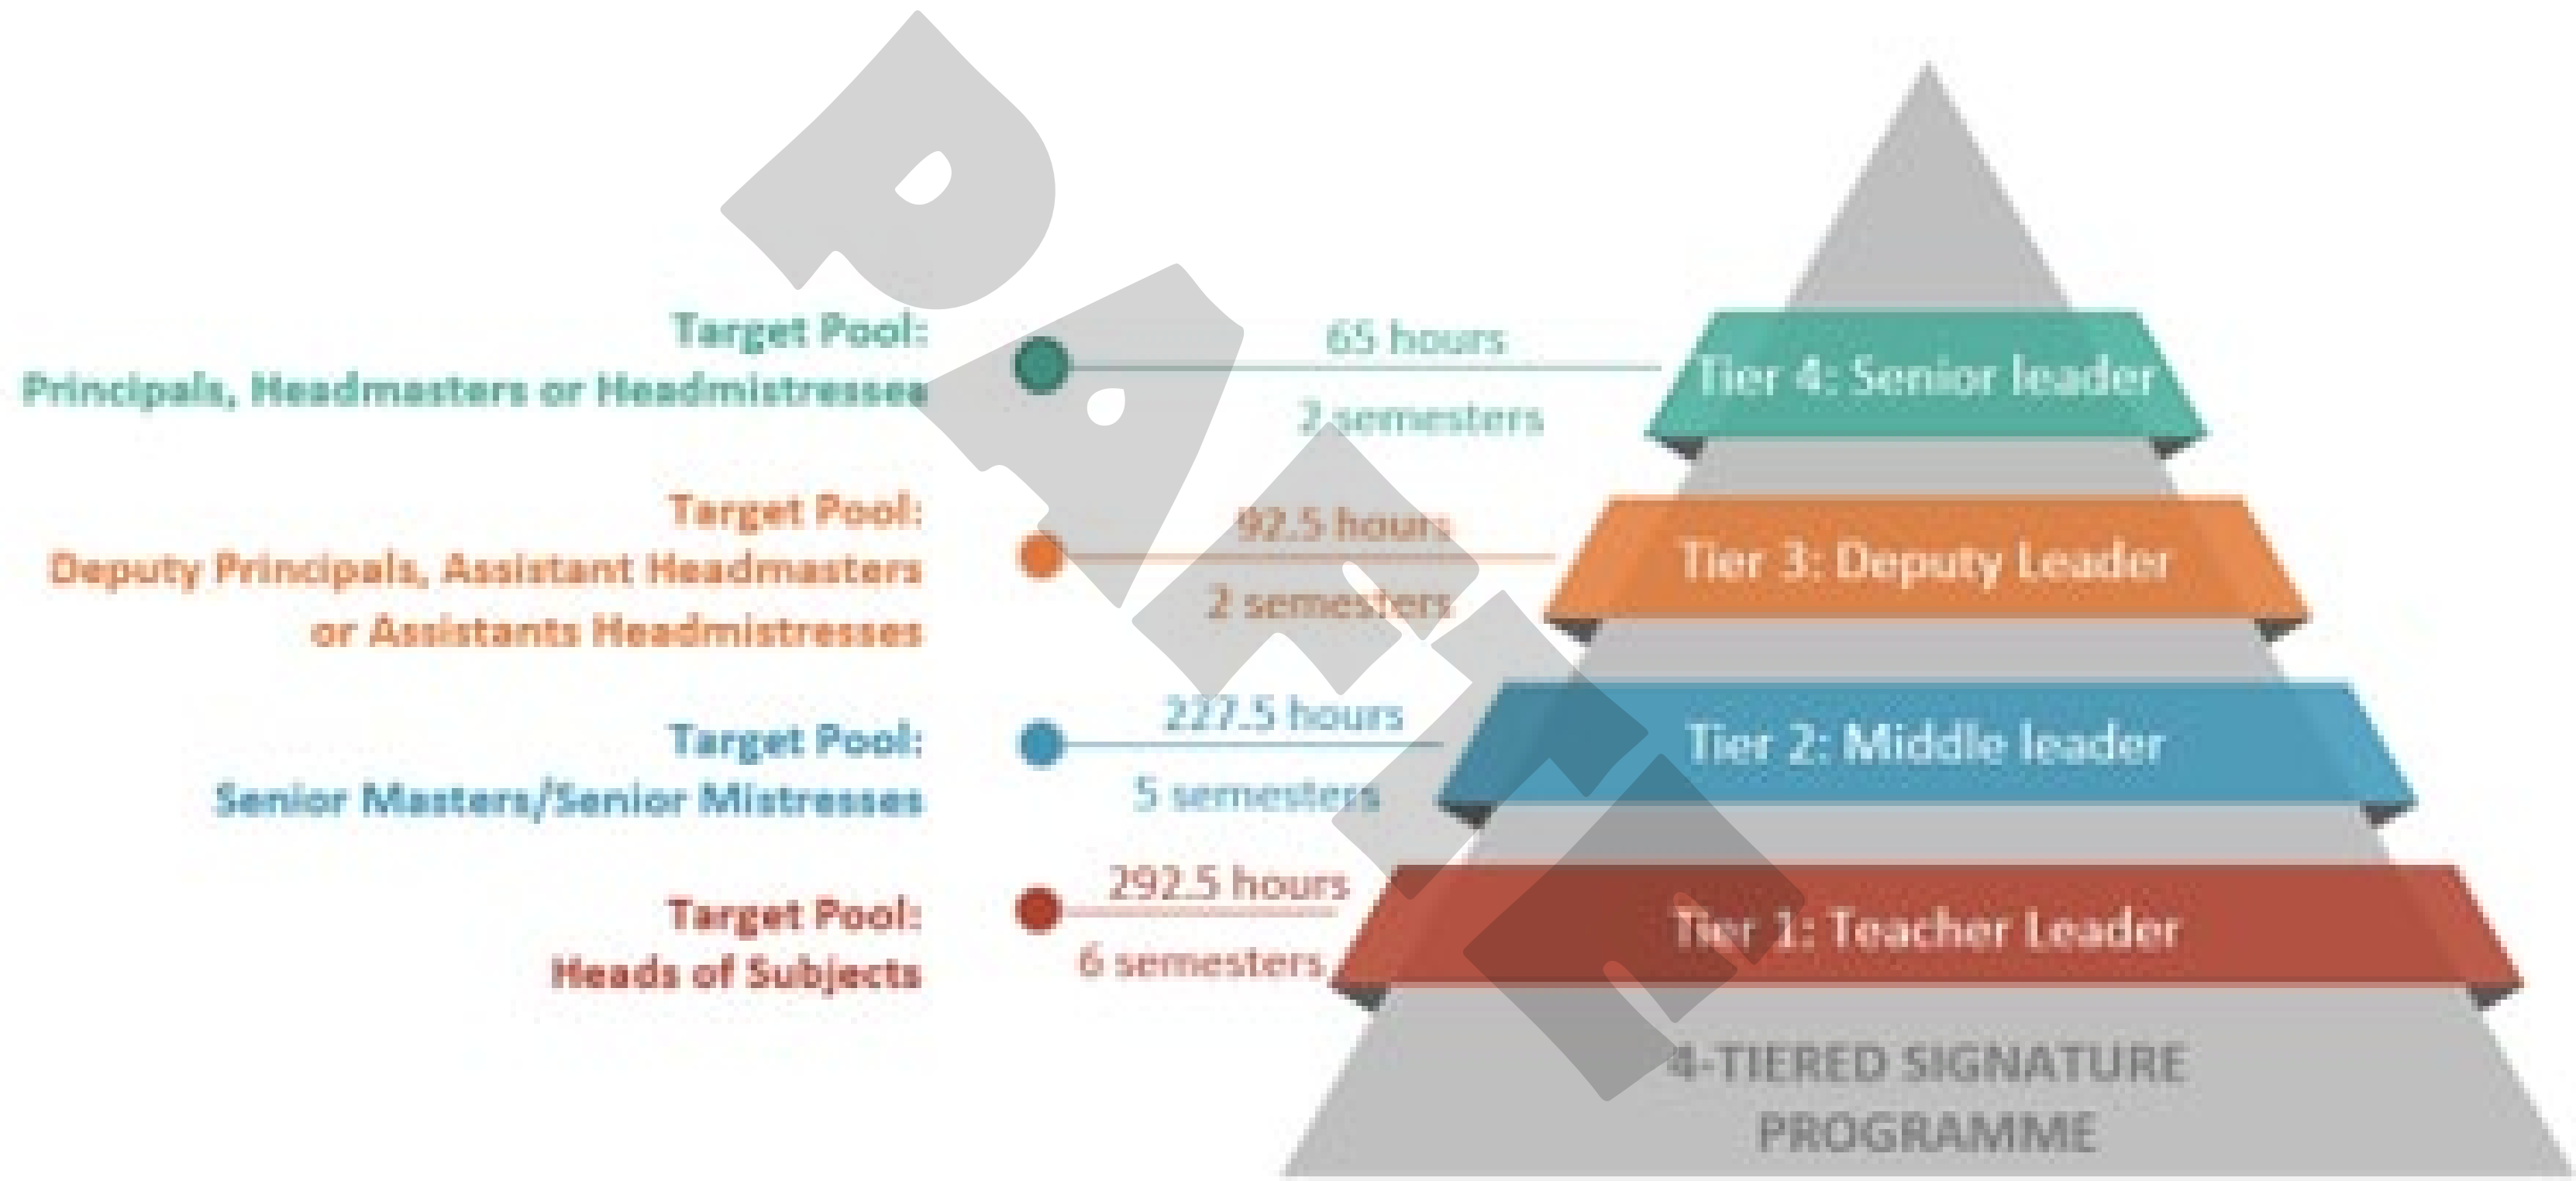 Target Pool:
Principals, Headmasters or Headmistresses
65 hours
2 semesters
Tier 4: Senior leader
Target Pool:
Deputy Principals, Assistant Headmasters
or Assistants Headmistresses
92.5 hours
2 semesters
Tier 3: Deputy Leader
Target Pool:
Senior Masters/Senior Mistresses
227.5 hours
5 semesters
Tier 2: Middle leader
Target Pool:
Heads of Subjects
292.5 hours
6 semesters
Tier 1: Teacher Leader
4-TIERED SIGNATURE
PROGRAMME